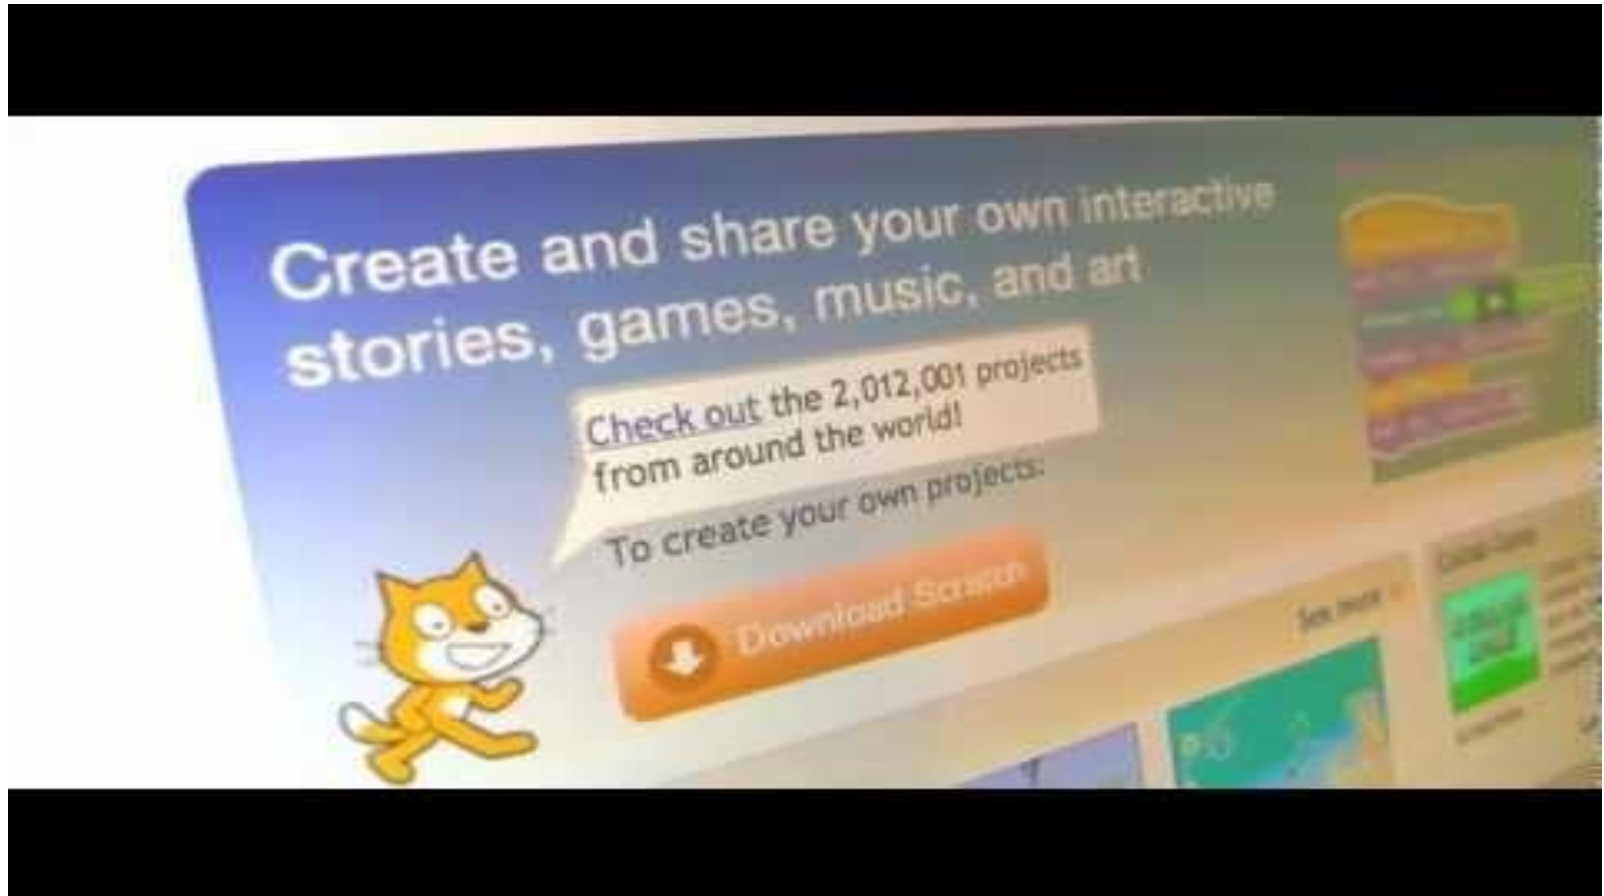 Create and share your own interactive
stories, games, music, and art
Check out the 2,012,001 projects
from around the world!
To create your own projects:
Download Scratch
See more